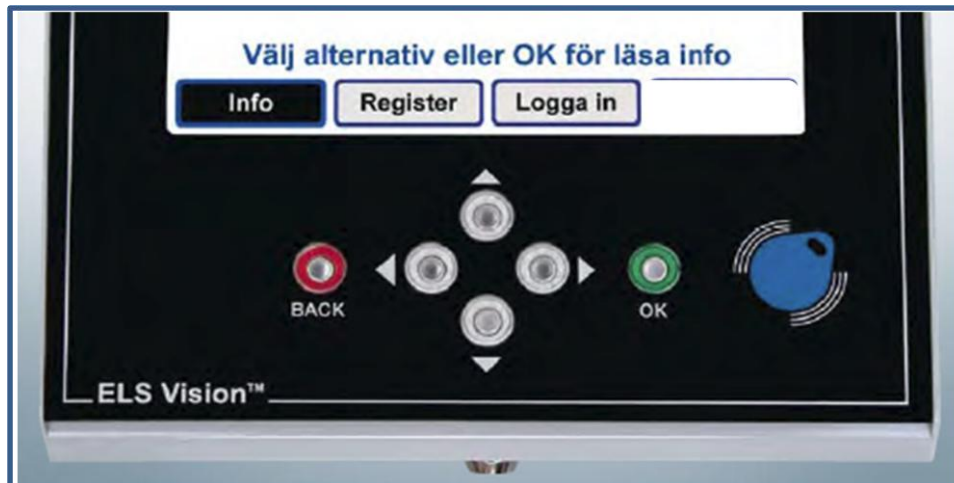 Välj alternativ eller OK för läsa info
Info Register Logga in
BACK
OK
ELS Vision™